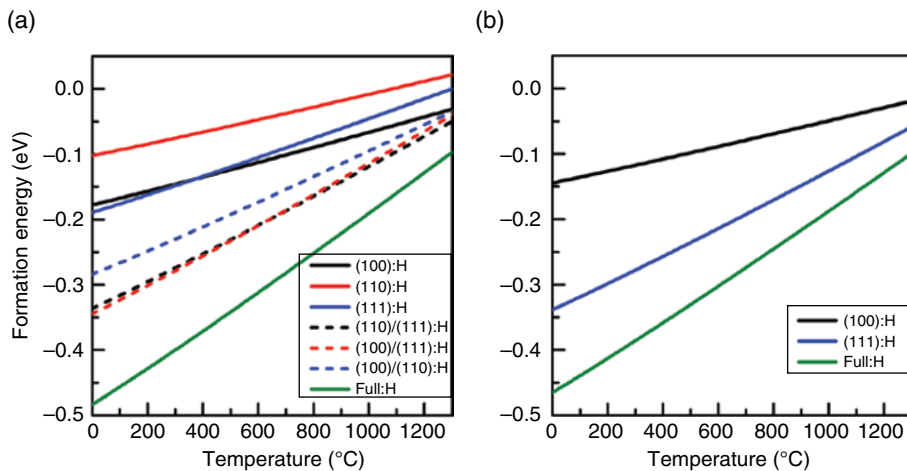 (a)
Formation energy (eV)
0.0
–0.1
–0.2
–0.3
–0.4
–0.5
0 200 400 600 800 1000 1200
Temperature (°C)
(100):H
(110):H
(111):H
(110)/(111):H
(100)/(111):H
(100)/(110):H
Full:H
(b)
0.0
–0.1
–0.2
–0.3
–0.4
–0.5
0 200 400 600 800 1000 1200
Temperature (°C)
(100):H
(111):H
Full:H